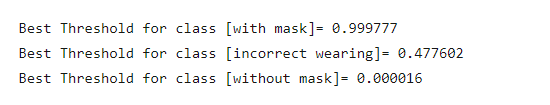 Best Threshold for class [with mask]= 0.999777
Best Threshold for class [incorrect wearing]= 0.477602
Best Threshold for class [without mask]= 0.000016